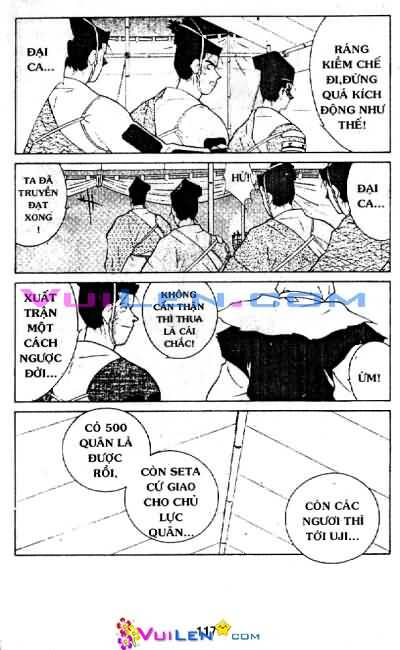 RÁNG
KIỀM CHẾ
ĐI,ĐỪNG
QUÁ KÍCH
ĐỘNG NHƯ
THẾ!
ĐẠI
CA...
ĐẠI
CA...
HỪ!
TA ĐÃ
TRUYỀN
ĐẠT
XONG
!
ỪM!
KHÔNG
CẨN THẬN
THÌ THUA
LÀ CÁI
CHẮC!
XUẤT
TRẬN
MỘT
CÁCH
NGƯỢC
ĐỜI...
VUILEN.COM
CÓ 500
QUÂN LÀ
ĐƯỢC
RỒI,
CÒN SETA
CỨ GIAO
CHO CHỦ
LỰC
QUÂN...
CÒN CÁC
NGƯƠI THÌ
TỚI UJI...
117
VUILEN.COM